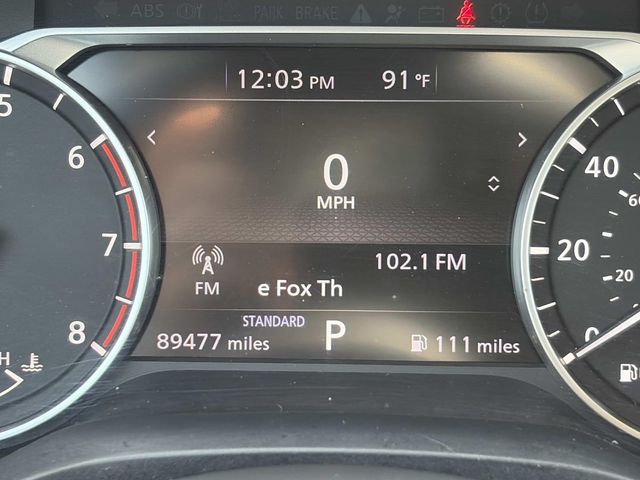 ABS PARK BRAKE
12:03 PM 91°F
5
6
7
8
0
MPH
40
60
20
20
0
102.1 FM
FM
e Fox Th
STANDARD
89477 miles P 111 miles
H